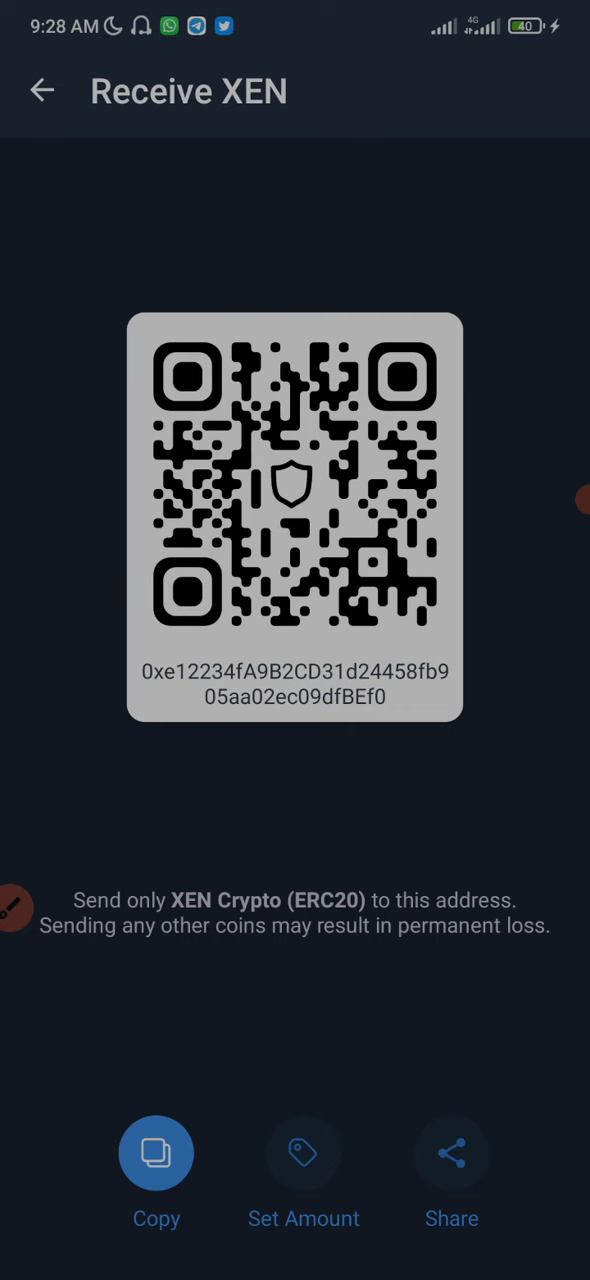 9:28 AM
4G
40
Receive XEN
0xe12234fA9B2CD31d24458fb9
05aa02ec09dfBEf0
Send only XEN Crypto (ERC20) to this address.
Sending any other coins may result in permanent loss.
Copy
Set Amount
Share